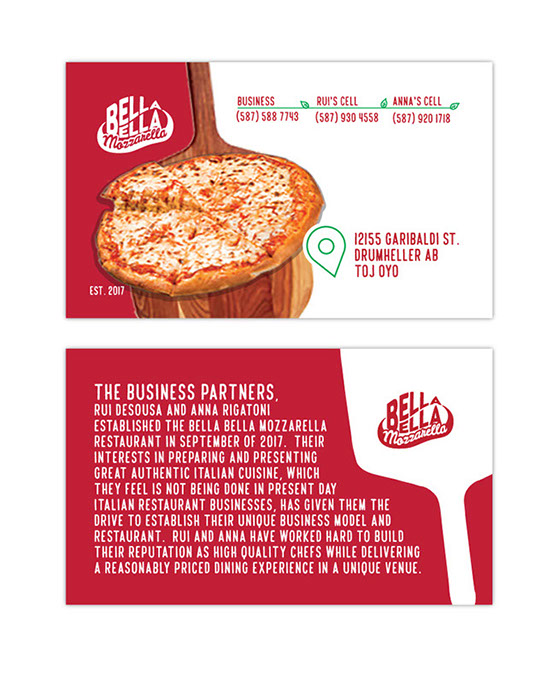 BELLA
BELLA
Mozzarella
BUSINESS RUI'S CELL ANNA'S CELL
(587) 588 7743 (587) 930 4558 (587) 920 1718
12155 GARIBALDI ST.
DRUMHELLER AB
TOJ OYO
EST. 2017
THE BUSINESS PARTNERS,
RUI DESOUSA AND ANNA RIGATONI
ESTABLISHED THE BELLA BELLA MOZZARELLA
RESTAURANT IN SEPTEMBER OF 2017. THEIR
INTERESTS IN PREPARING AND PRESENTING
GREAT AUTHENTIC ITALIAN CUISINE, WHICH
THEY FEEL IS NOT BEING DONE IN PRESENT DAY
ITALIAN RESTAURANT BUSINESSES, HAS GIVEN THEM THE
DRIVE TO ESTABLISH THEIR UNIQUE BUSINESS MODEL AND
RESTAURANT. RUI AND ANNA HAVE WORKED HARD TO BUILD
THEIR REPUTATION AS HIGH QUALITY CHEFS WHILE DELIVERING
A REASONABLY PRICED DINING EXPERIENCE IN A UNIQUE VENUE.
BELLA
BELLA
Mozzarella